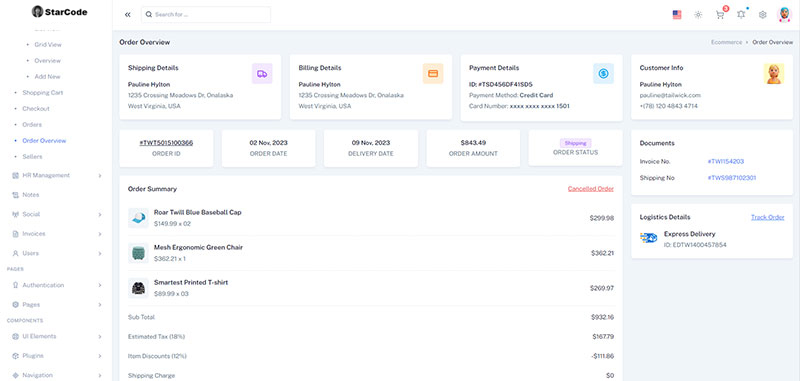 StarCode
Search for ...
3
Grid View
Overview
Add New
Shopping Cart
Checkout
Orders
Order Overview
Sellers
HR Management
Notes
Social
Invoices
Users
PAGES
Authentication
Pages
COMPONENTS
UI Elements
Plugins
Navigation
Order Overview
Ecommerce
Order Overview
Shipping Details
Pauline Hylton
1235 Crossing Meadows Dr, Onalaska
West Virginia, USA
Billing Details
Pauline Hylton
1235 Crossing Meadows Dr, Onalaska
West Virginia, USA
Payment Details
ID: #TSD456DF41SD5
Payment Method: Credit Card
Card Number: xxxx xxxx xxxx 1501
Customer Info
Pauline Hylton
pauline@tailwick.com
+(78) 120 4843 4714
#TWT5015100366
ORDER ID
02 Nov, 2023
ORDER DATE
09 Nov, 2023
DELIVERY DATE
$843.49
ORDER AMOUNT
Shipping
ORDER STATUS
Documents
Invoice No. #TWI154203
Shipping No #TWS987102301
Order Summary
Cancelled Order
Roar Twill Blue Baseball Cap
$149.99 x 02
$299.98
Mesh Ergonomic Green Chair
$362.21 x 1
$362.21
Smartest Printed T-shirt
$89.99 x 03
$269.97
Sub Total $932.16
Estimated Tax (18%) $167.79
Item Discounts (12%) -$111.86
Shipping Charge $0
Logistics Details
Track Order
Express Delivery
ID: EDTW1400457854